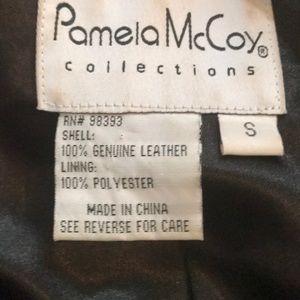 Pamela McCoy®
collections
RN# 98393
S
SHELL:
100% GENUINE LEATHER
LINING:
100% POLYESTER
MADE IN CHINA
SEE REVERSE FOR CARE